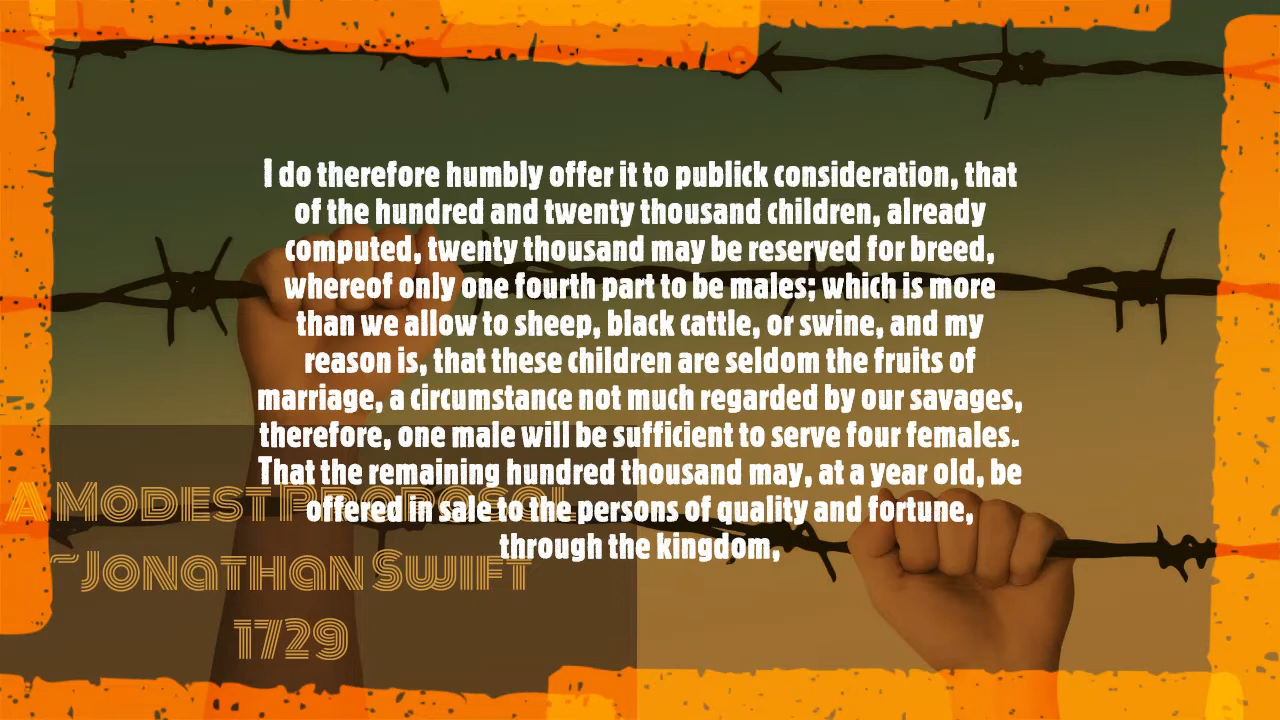 I do therefore humbly offer it to publick consideration, that
of the hundred and twenty thousand children, already
computed, twenty thousand may be reserved for breed,
whereof only one fourth part to be males; which is more
than we allow to sheep, black cattle, or swine, and my
reason is, that these children are seldom the fruits of
marriage, a circumstance not much regarded by our savages,
therefore, one male will be sufficient to serve four females.
That the remaining hundred thousand may, at a year old, be
offered in sale to the persons of quality and fortune,
through the kingdom,
A Modest Proposal
~Jonathan Swift
1729